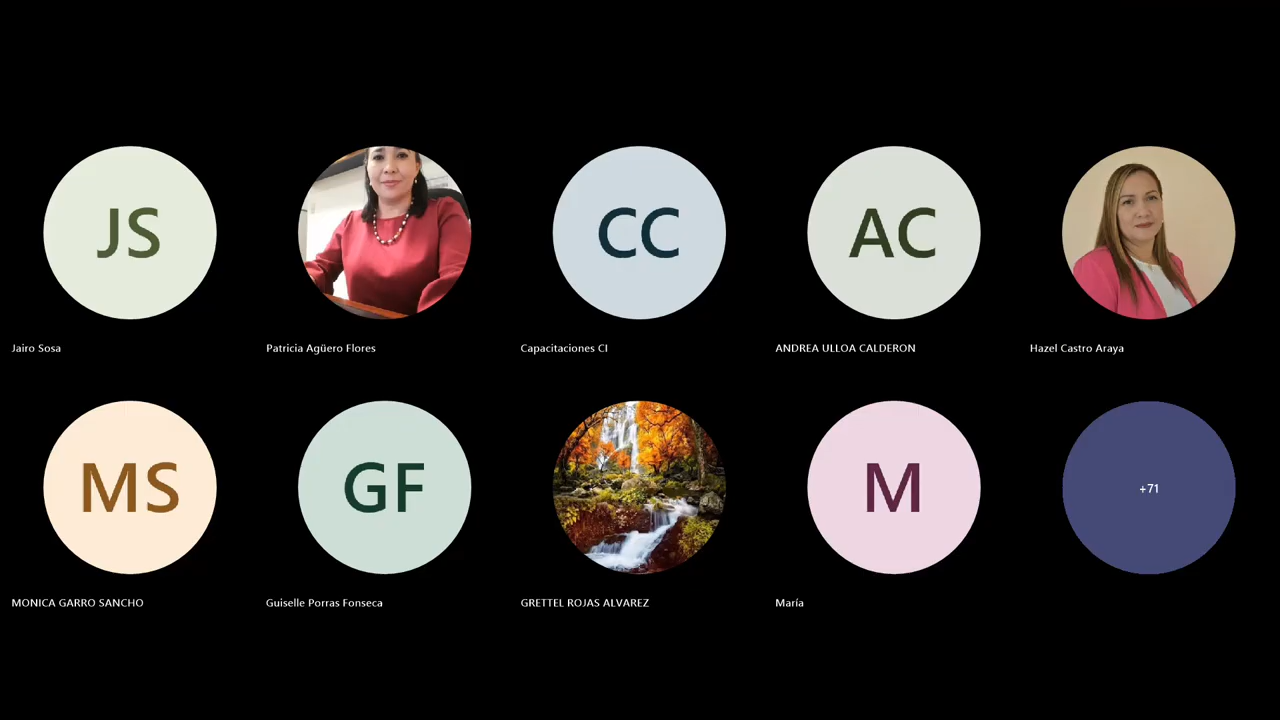 JS
CC
AC
Jairo Sosa
Patricia Agüero Flores
Capacitaciones CI
ANDREA ULLOA CALDERON
Hazel Castro Araya
MS
GF
M
+71
MONICA GARRO SANCHO
Guiselle Porras Fonseca
GRETTEL ROJAS ALVAREZ
María